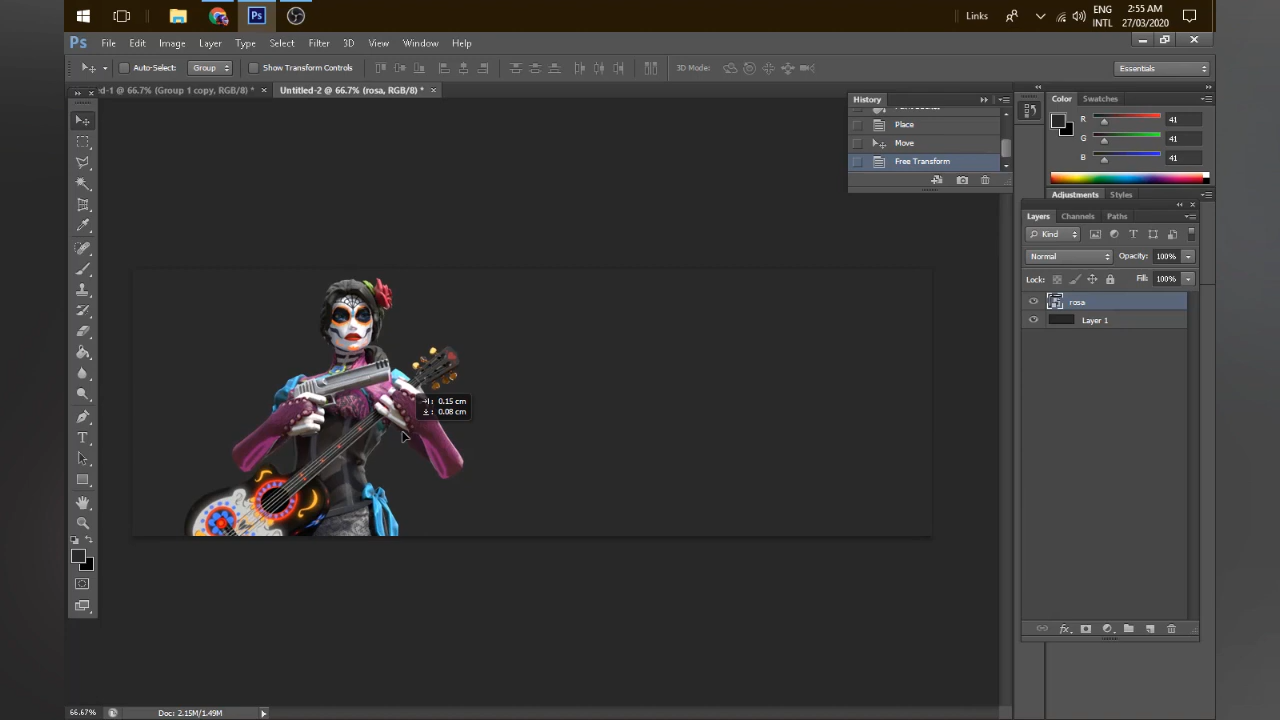 Links
ENG
2:55 AM
INTL
27/03/2020
Ps
Ps File Edit Image Layer Type Select Filter 3D View Window Help
Auto-Select: Group Show Transform Controls 3D Mode: Essentials
d-1 @ 66.7% (Group 1 copy, RGB/8) * × Untitled-2 @ 66.7% (rosa, RGB/8) * ×
History
Place
Move
Free Transform
Color Swatches
R 41
G 41
B 41
Adjustments Styles
Layers Channels Paths
Kind
Normal Opacity: 100%
Lock: Fill: 100%
rosa
Layer 1
fx
→|: 0.15 cm
0.08 cm
66.67% Doc: 2.15M/1.49M